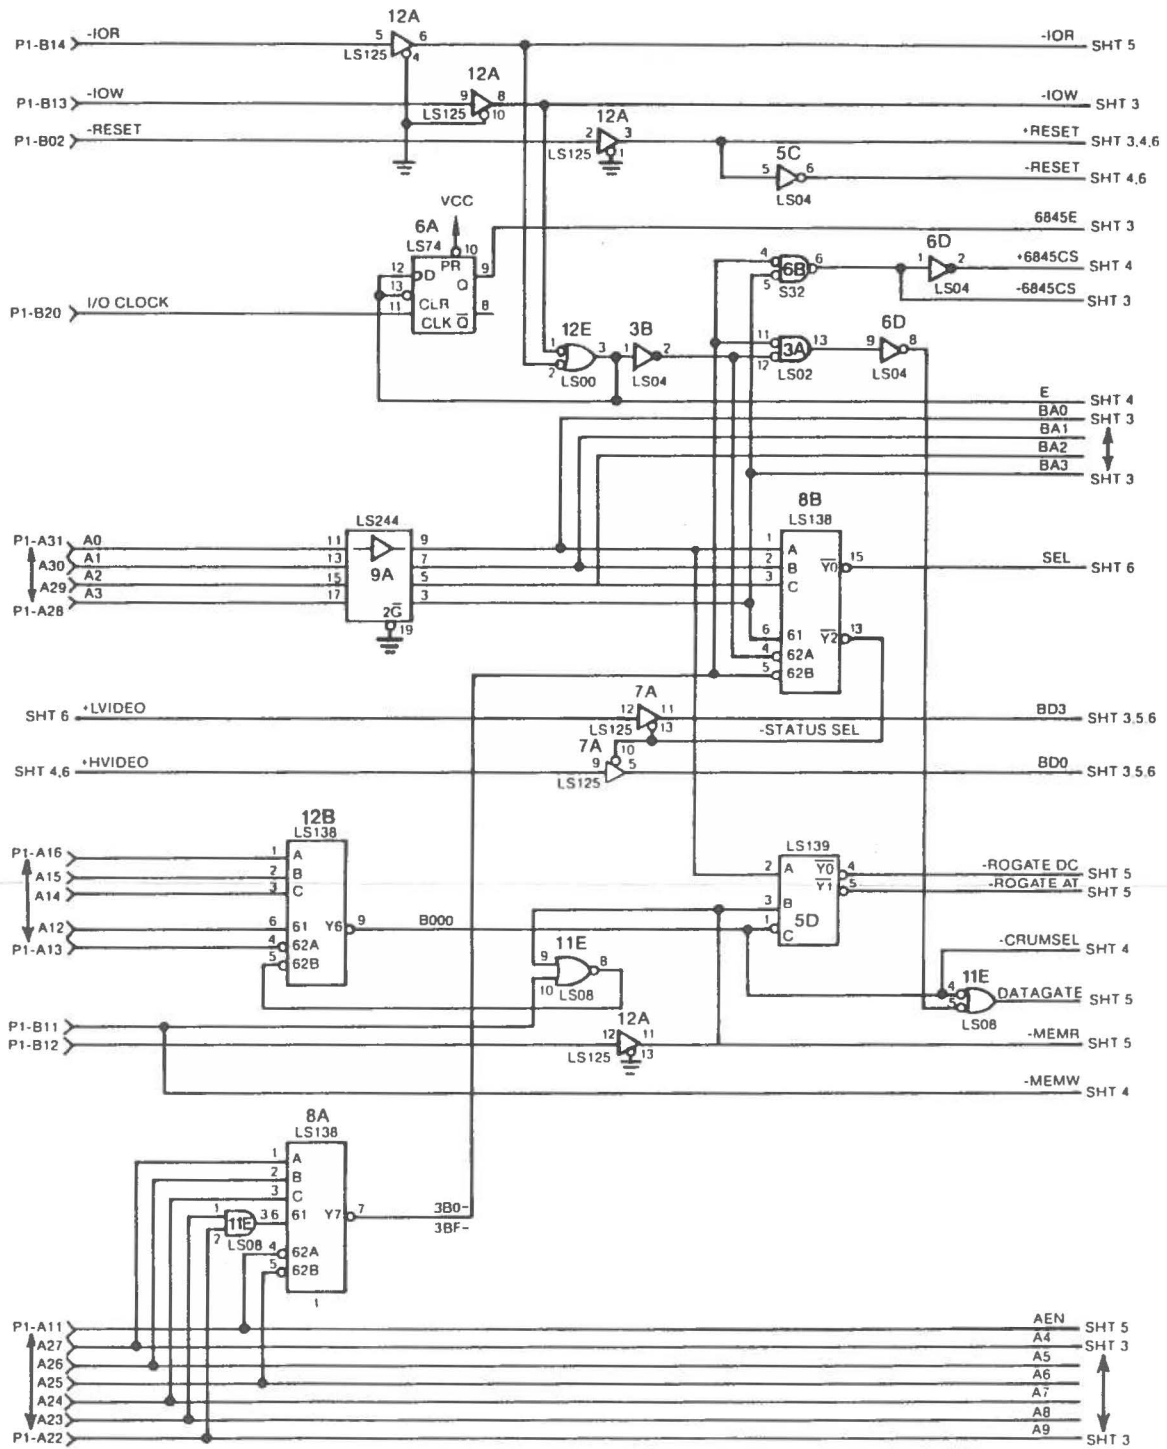 12A
P1-B14 -IOR 5 6 -IOR SHT 5
LS125 4
12A
P1-B13 -IOW 9 8 -IOW SHT 3
LS125 10
12A
P1-B02 -RESET 2 3 +RESET SHT 3,4,6
LS125 1
5C
5 6 -RESET SHT 4,6
LS04
VCC
6A
LS74 10
6845E SHT 3
PR
12 D Q 9
13
CLR
P1-B20 I/O CLOCK 11 8
CLK Q
4 6B 6
5
S32
6D
1 2 +6845CS SHT 4
LS04
-6845CS SHT 3
12E 3B
1 3 1 2
2
LS00 LS04
11 3A 13
12
LS02
6D
9 8
LS04
E SHT 4
BA0 SHT 3
BA1
BA2
BA3 SHT 3
8B
LS138
LS244
P1-A31 A0 11 9 1 A
A30 A1 13 7 2 B Y0 15 SEL SHT 6
A29 A2 15 5 3 C
P1-A28 A3 17 3
9A
2G
19
6 61 Y2 13
4 62A
5 62B
7A
SHT 6 +LVIDEO 12 11 BD3 SHT 3,5,6
LS125 13
-STATUS SEL
7A 10
SHT 4,6 +HVIDEO 9 5 BD0 SHT 3,5,6
LS125
12B
LS138
P1-A16 1 A
A15 2 B
A14 3 C
A12 6 61 Y6 9 B000
P1-A13 4 62A
5 62B
LS139
2 A Y0 4 -ROGATE DC SHT 5
Y1 5 -ROGATE AT SHT 5
3 B
5D
1 C
11E
9 8
10
LS08
-CRUMSEL SHT 4
11E
4
5
DATAGATE SHT 5
LS08
P1-B11
12A
P1-B12 12 11 -MEMR SHT 5
LS125 13
-MEMW SHT 4
8A
LS138
1 A
2 B
3 C
1 11E 3 6 61 Y7 7 3B0-
2 3BF-
LS08 4 62A
5 62B
1
P1-A11 AEN SHT 5
A27 A4 SHT 3
A26 A5
A25 A6
A24 A7
A23 A8
P1-A22 A9 SHT 3